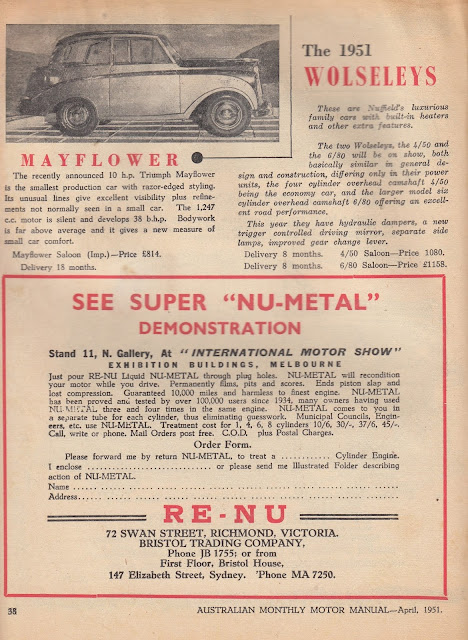 MAYFLOWER
The recently announced 10 h.p. Triumph Mayflower
is the smallest production car with razor-edged styling.
Its unusual lines give excellent visibility plus refine-
ments not normally seen in a small car. The 1,247
c.c. motor is silent and develops 38 b.h.p. Bodywork
is far above average and it gives a new measure of
small car comfort.
Mayflower Saloon (Imp.)—Price £814.
Delivery 18 months.
The 1951
WOLSELEYS
These are Nuffield's luxurious
family cars with built-in heaters
and other extra features.
The two Wolseleys, the 4/50 and
the 6/80 will be on show, both
basically similar in general de-
sign and construction, differing only in their power
units, the four cylinder overhead camshaft 4/50
being the economy car, and the larger model six
cylinder overhead camshaft 6/80 offering an excell-
ent road performance.
This year they have hydraulic dampers, a new
trigger controlled driving mirror, separate side
lamps, improved gear change lever.
Delivery 8 months. 4/50 Saloon—Price 1080.
Delivery 8 months. 6/80 Saloon—Price £1158.
SEE SUPER "NU-METAL"
DEMONSTRATION
Stand 11, N. Gallery, At "INTERNATIONAL MOTOR SHOW"
EXHIBITION BUILDINGS, MELBOURNE
Just pour RE-NU Liquid NU-METAL through plug holes. NU-METAL will recondition
your motor while you drive. Permanently films, pits and scores. Ends piston slap and
lost compression. Guaranteed 10,000 miles and harmless to finest engine. NU-METAL
has been proved and tested by over 100,000 users since 1934, many owners having used
NU-METAL three and four times in the same engine. NU-METAL comes to you in
a separate tube for each cylinder, thus eliminating guesswork. Municipal Councils, Engin-
eers, etc. use NU-METAL. Treatment cost for 1, 4, 6, 8 cylinders 10/6, 30/-, 37/6, 45/-.
Call, write or phone. Mail Orders post free. C.O.D. plus Postal Charges.
Order Form.
Please forward me by return NU-METAL, to treat a ............ Cylinder Engine.
I enclose ............................ or please send me Illustrated Folder describing
action of NU-METAL.
Name ............................................................
Address............................................................
RE-NU
72 SWAN STREET, RICHMOND, VICTORIA.
BRISTOL TRADING COMPANY,
Phone JB 1755: or from
First Floor, Bristol House,
147 Elizabeth Street, Sydney. 'Phone MA 7250.
38
AUSTRALIAN MONTHLY MOTOR MANUAL—April, 1951.